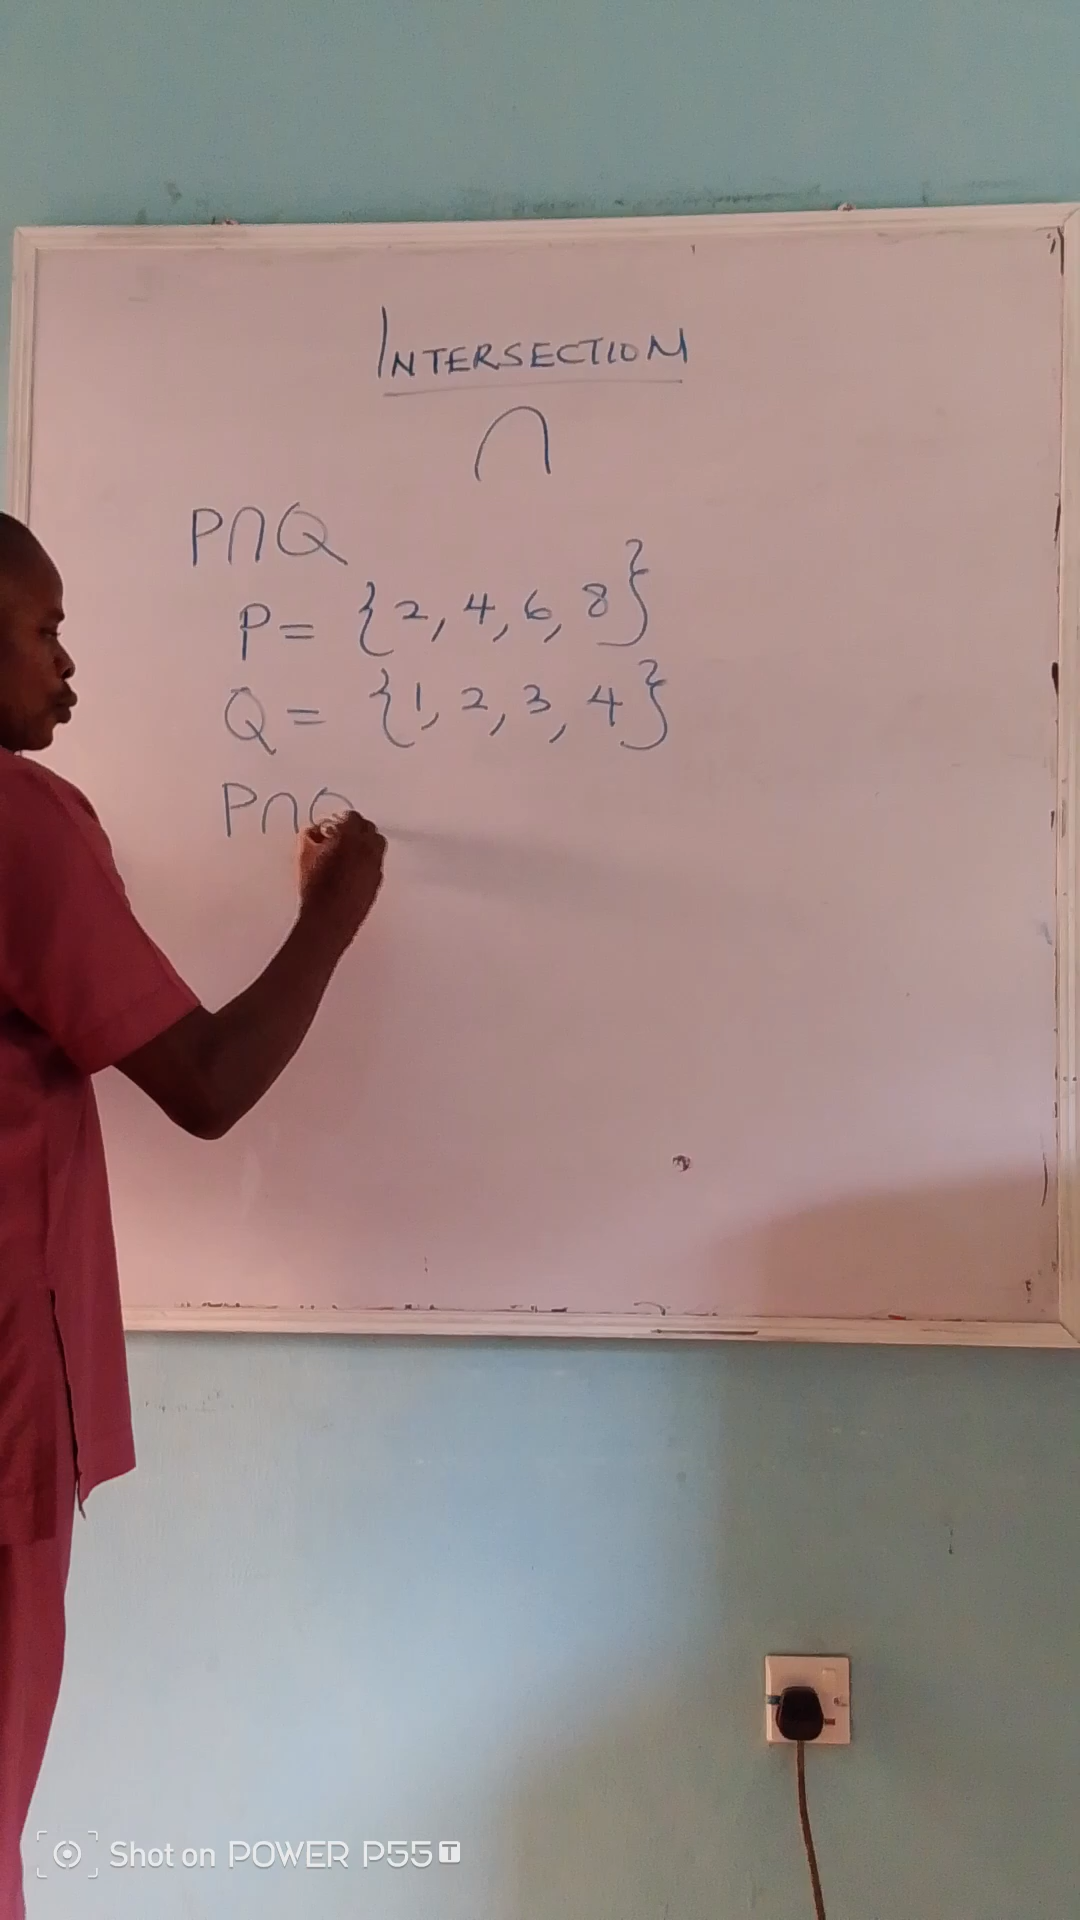 INTERSECTION
∩
P∩Q
P= {2, 4, 6, 8}
Q = {1, 2, 3, 4}
P∩Q
Shot on POWER P55 T